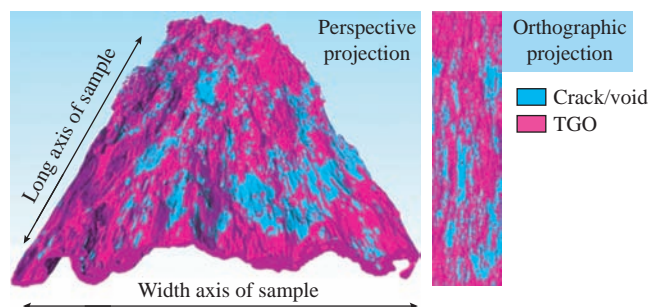 Perspective
projection
Long axis of sample
Width axis of sample
Orthographic
projection
Crack/void
TGO